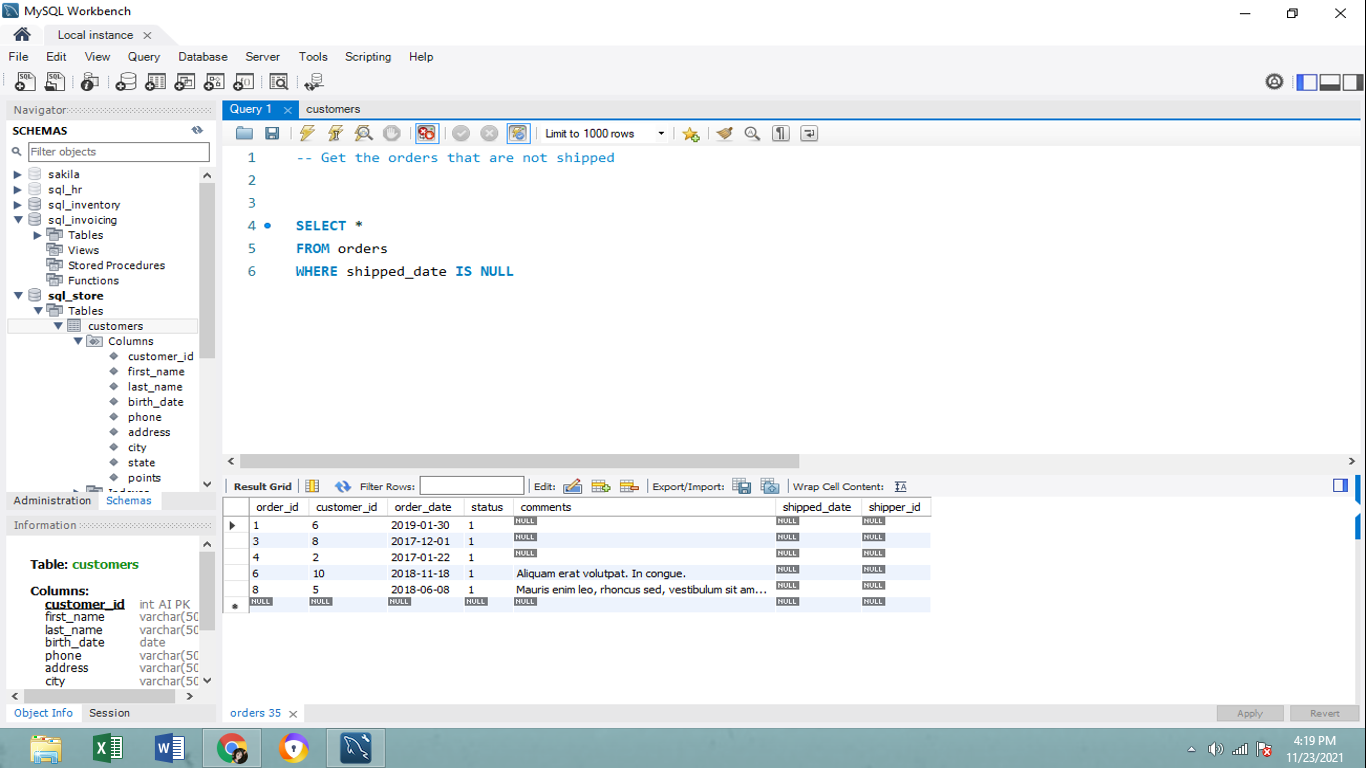 MySQL Workbench
Local instance
File Edit View Query Database Server Tools Scripting Help
Navigator
SCHEMAS
Filter objects
sakila
sql_hr
sql_inventory
sql_invoicing
Tables
Views
Stored Procedures
Functions
sql_store
Tables
customers
Columns
customer_id
first_name
last_name
birth_date
phone
address
city
state
points
Administration Schemas
Information
Table: customers
Columns:
customer_id int AI PK
first_name varchar(50
last_name varchar(50
birth_date date
phone varchar(50
address varchar(50
city varchar(50
Object Info Session
Query 1 customers
Limit to 1000 rows
1 -- Get the orders that are not shipped
2
3
4 SELECT *
5 FROM orders
6 WHERE shipped_date IS NULL
Result Grid Filter Rows: Edit: Export/Import: Wrap Cell Content: IA
order_id customer_id order_date status comments shipped_date shipper_id
1 6 2019-01-30 1 NULL NULL NULL
3 8 2017-12-01 1 NULL NULL NULL
4 2 2017-01-22 1 NULL NULL NULL
6 10 2018-11-18 1 Aliquam erat volutpat. In congue. NULL NULL
8 5 2018-06-08 1 Mauris enim leo, rhoncus sed, vestibulum sit am... NULL NULL
NULL NULL NULL NULL NULL NULL NULL
orders 35
Apply Revert
4:19 PM
11/23/2021